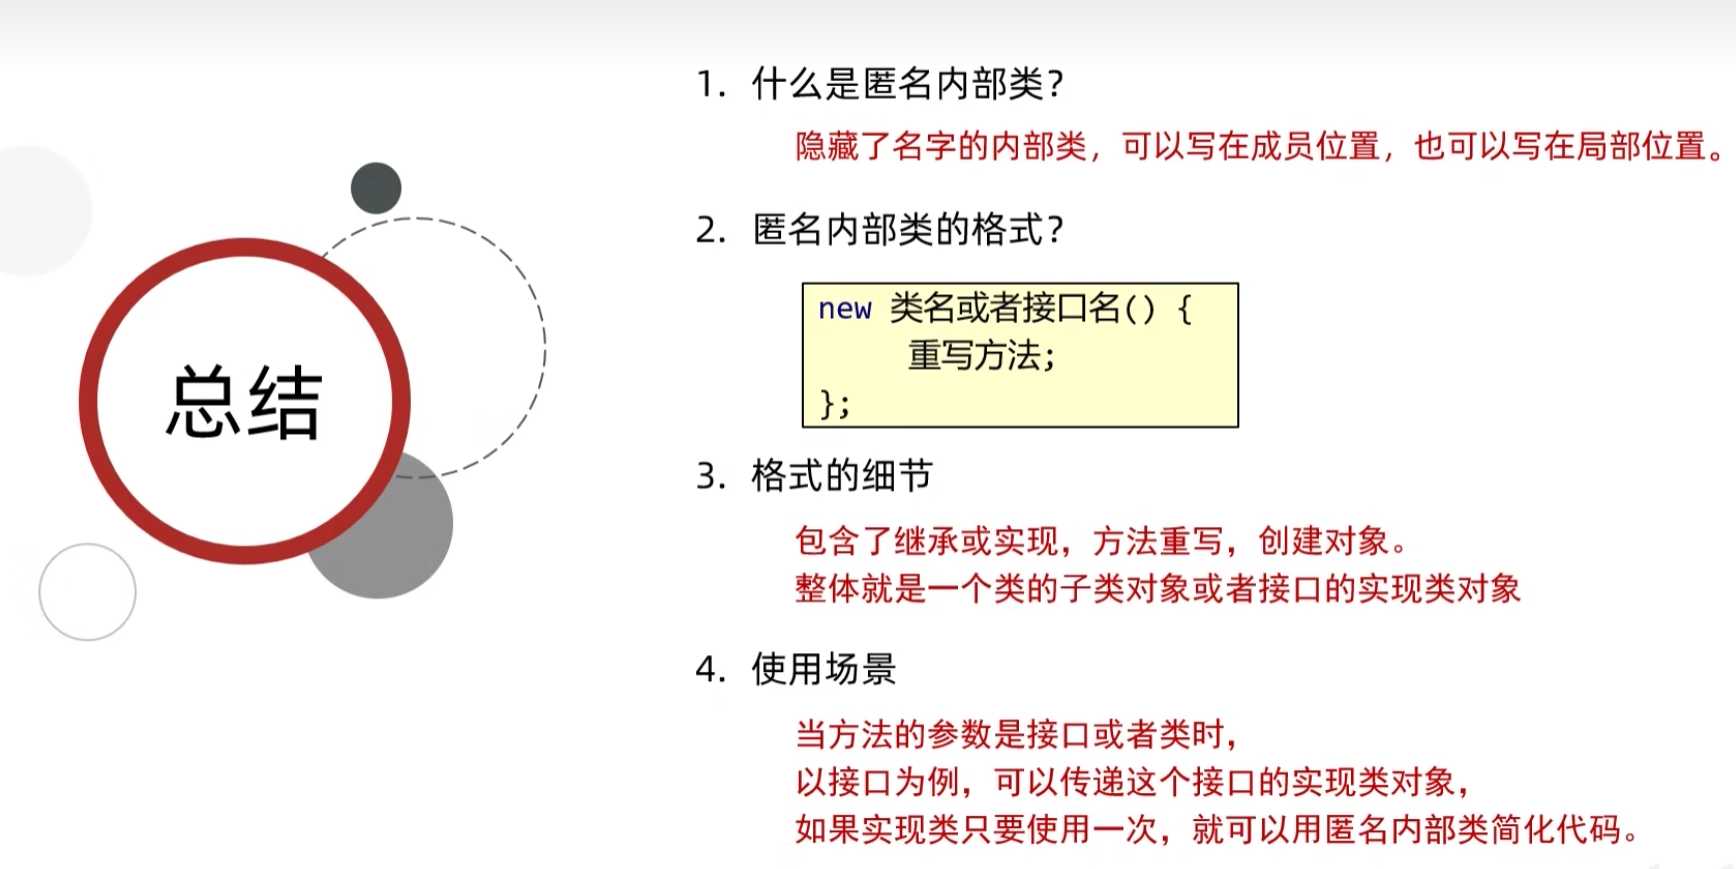 总结
1. 什么是匿名内部类？
隐藏了名字的内部类，可以写在成员位置，也可以写在局部位置。
2. 匿名内部类的格式？
new 类名或者接口名() {
重写方法;
};
3. 格式的细节
包含了继承或实现，方法重写，创建对象。
整体就是一个类的子类对象或者接口的实现类对象
4. 使用场景
当方法的参数是接口或者类时，
以接口为例，可以传递这个接口的实现类对象，
如果实现类只要使用一次，就可以用匿名内部类简化代码。